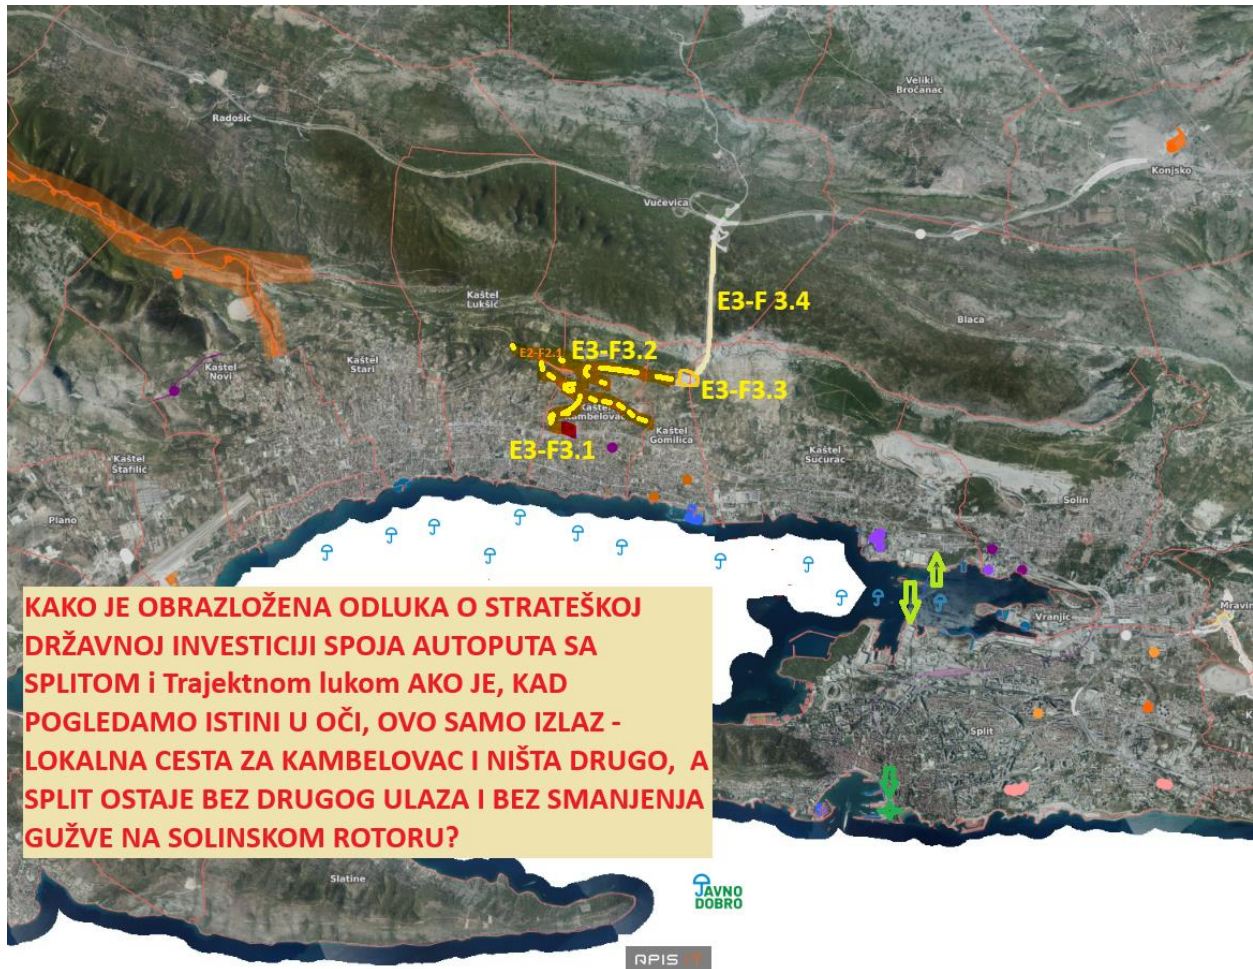 Veliki
Bročanac
Radošić
Konjsko
Vučevica
Kaštel
Lukšić
E3-F 3.4
Blaca
E2-F2.1
E3-F3.2
Kaštel
Stari
Kaštel
Novi
E3-F3.3
Kaštel
Kambelovac
Kaštel
Gomilica
E3-F3.1
Kaštel
Sućurac
Kaštel
Štafilić
Solin
Plano
KAKO JE OBRAZLOŽENA ODLUKA O STRATEŠKOJ
DRŽAVNOJ INVESTICIJI SPOJA AUTOPUTA SA
SPLITOM i Trajektnom lukom AKO JE, KAD
POGLEDAMO ISTINI U OČI, OVO SAMO IZLAZ -
LOKALNA CESTA ZA KAMBELOVAC I NIŠTA DRUGO, A
SPLIT OSTAJE BEZ DRUGOG ULAZA I BEZ SMANJENJA
GUŽVE NA SOLINSKOM ROTORU?
Vranjic
Mravin
Split
Slatine
JAVNO
DOBRO
APIS IT